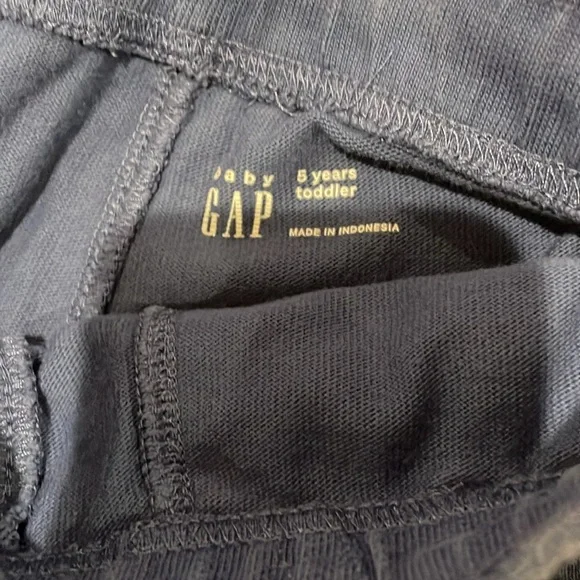 baby
GAP
5 years
toddler
MADE IN INDONESIA